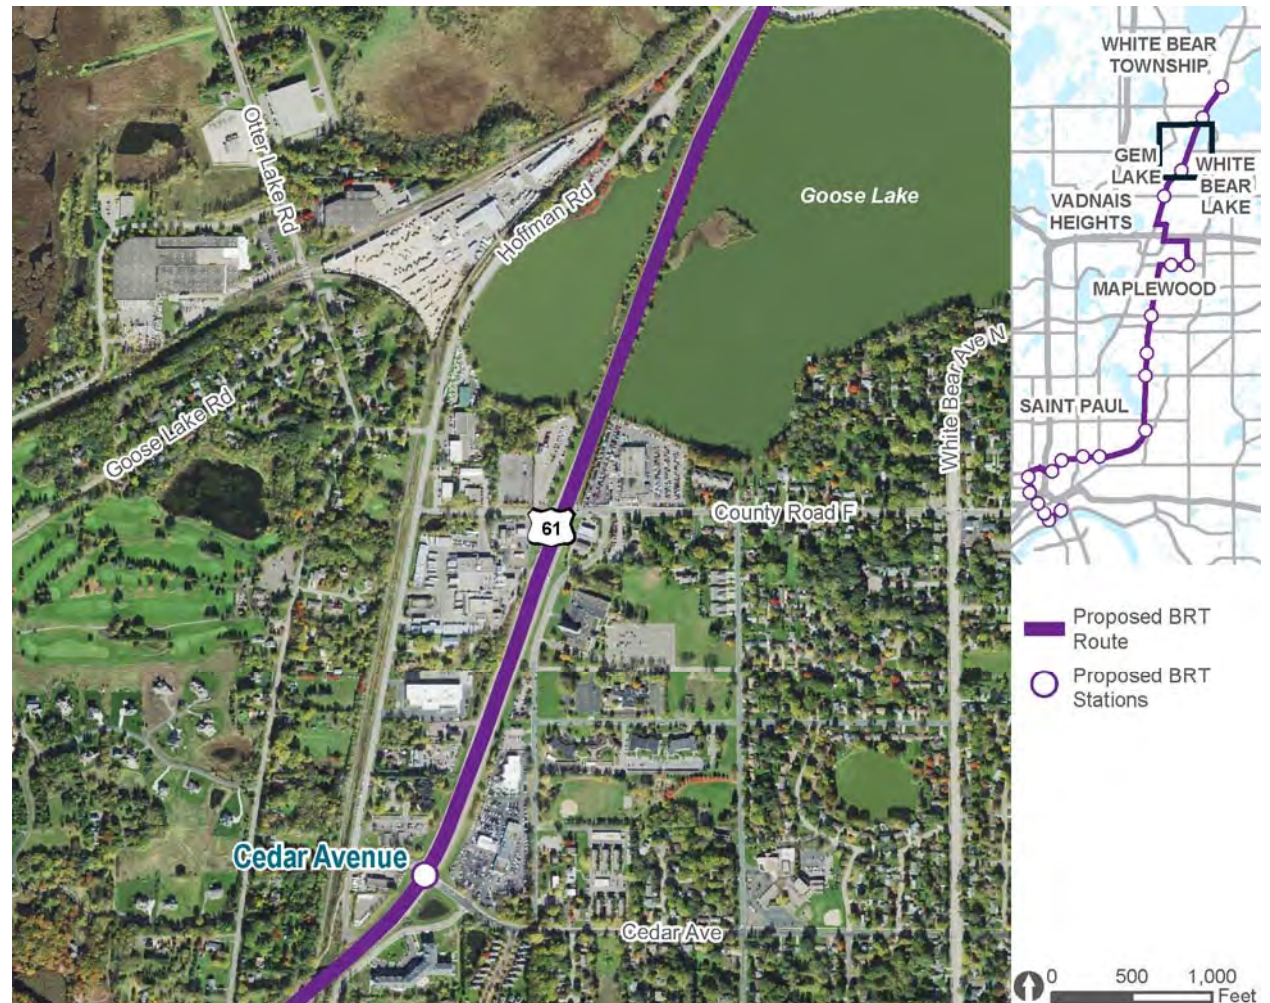 Otter Lake Rd
Hoffman Rd
Goose Lake
Goose Lake Rd
White Bear Ave N
County Road F
61
Cedar Avenue
Cedar Ave
WHITE BEAR
TOWNSHIP
GEM
LAKE
WHITE
BEAR
LAKE
VADNAIS
HEIGHTS
MAPLEWOOD
SAINT PAUL
Proposed BRT
Route
Proposed BRT
Stations
0 500 1,000
Feet